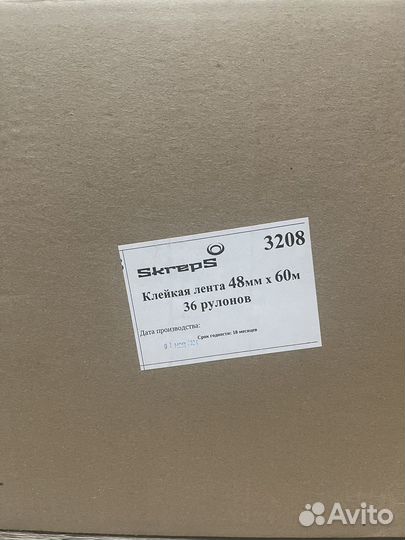 Skreps
3208
Клейкая лента 48мм х 60м
36 рулонов
Дата производства:
Срок годности: 18 месяцев
Avito